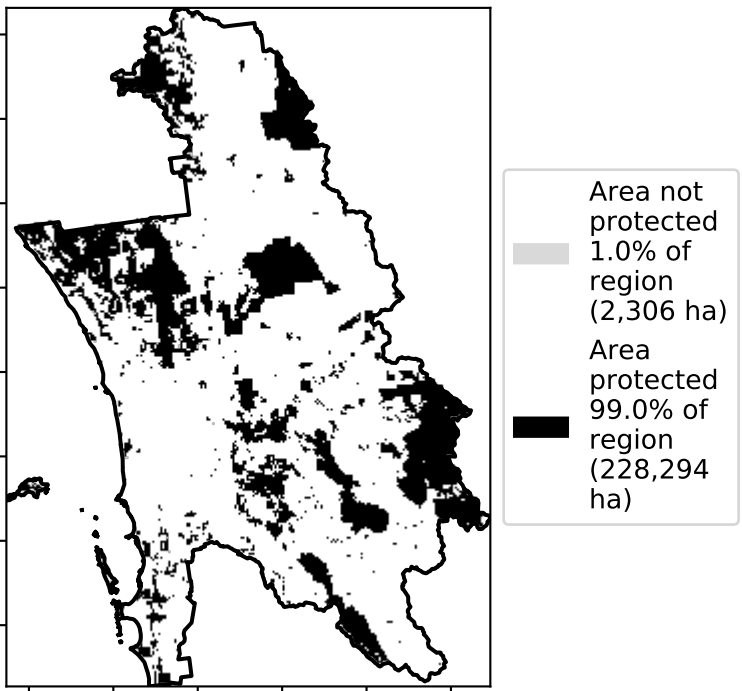 Area not
protected
1.0% of
region
(2,306 ha)
Area
protected
99.0% of
region
(228,294
ha)